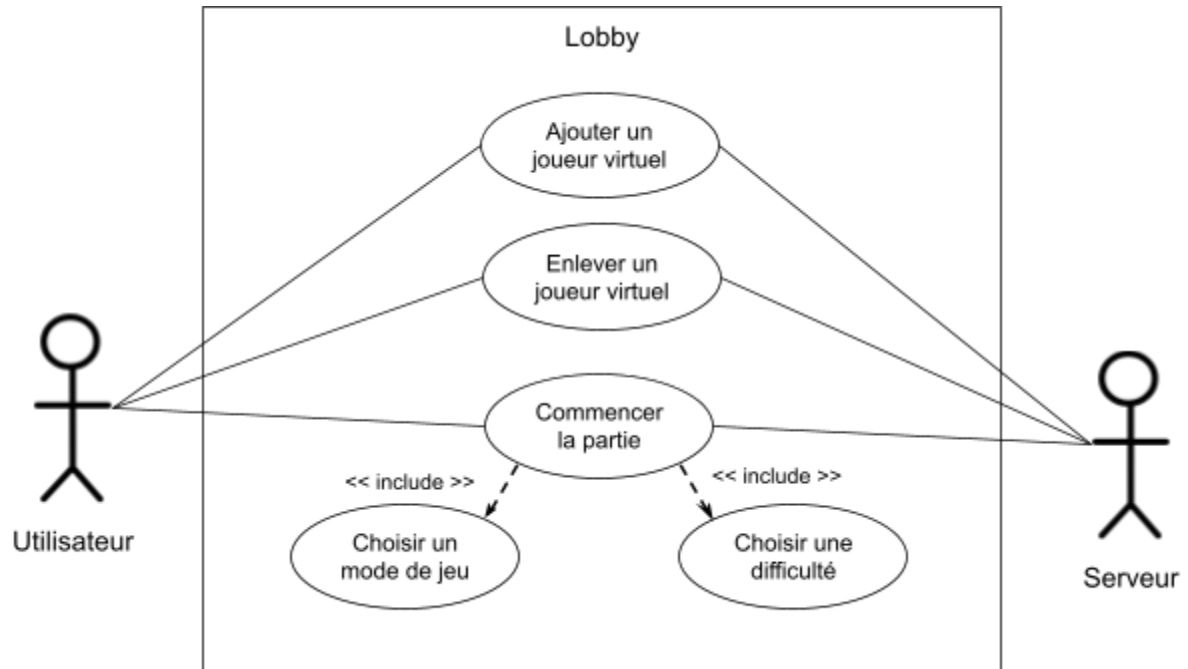 Lobby
Ajouter un
joueur virtuel
Enlever un
joueur virtuel
Commencer
la partie
<< include >>
<< include >>
Choisir un
mode de jeu
Choisir une
difficulté
Utilisateur
Serveur